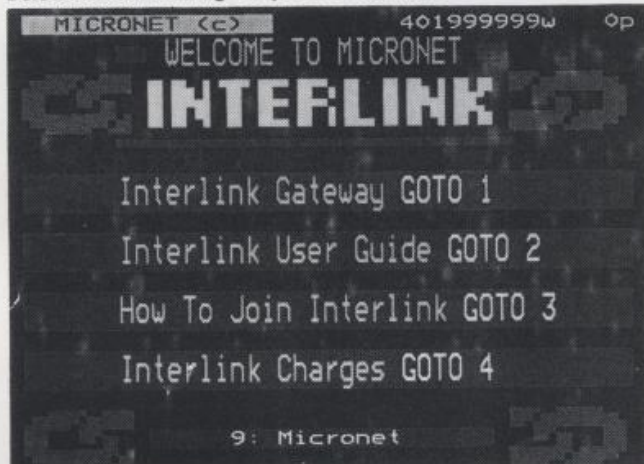 MICRONET (c) 401999999w 0p
WELCOME TO MICRONET
INTERLINK
Interlink Gateway GOTO 1
Interlink User Guide GOTO 2
How To Join Interlink GOTO 3
Interlink Charges GOTO 4
9: Micronet